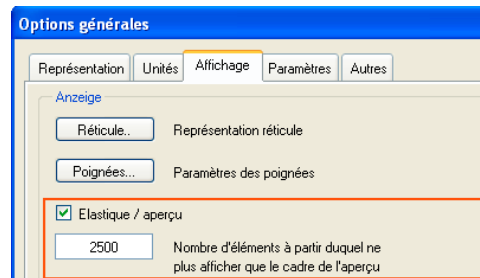 Options générales
Représentation Unités Affichage Paramètres Autres
Anzeige
Réticule.. Représentation réticule
Poignées... Paramètres des poignées
Elastique / aperçu
2500 Nombre d'éléments à partir duquel ne
plus afficher que le cadre de l'aperçu